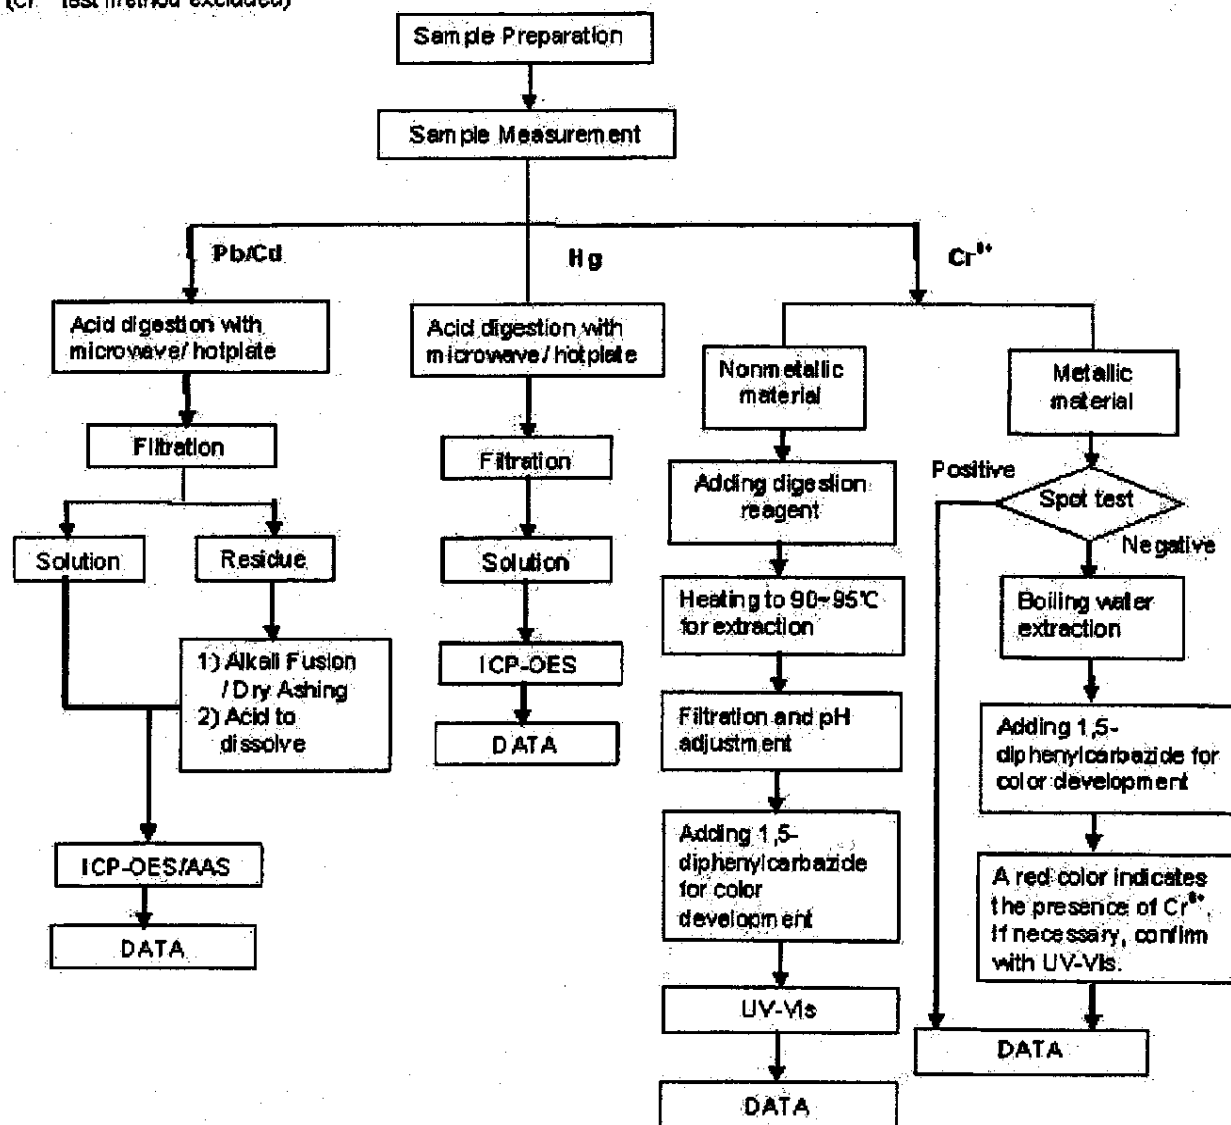 test method excluded)
Sample Preparation
Sample Measurement
Pb/Cd
Hg
Cr⁶⁺
Acid digestion with
microwave/ hotplate
Filtration
Solution
Residue
1) Alkali Fusion
/ Dry Ashing
2) Acid to
dissolve
ICP-OES/AAS
DATA
Acid digestion with
microwave/ hotplate
Filtration
Solution
ICP-OES
DATA
Nonmetallic
material
Adding digestion
reagent
Heating to 90~95℃
for extraction
Filtration and pH
adjustment
Adding 1,5-
diphenylcarbazide
for color
development
UV-Vis
DATA
Metallic
material
Positive
Spot test
Negative
Boiling water
extraction
Adding 1,5-
diphenylcarbazide for
color development
A red color indicates
the presence of Cr⁶⁺.
If necessary, confirm
with UV-Vis.
DATA